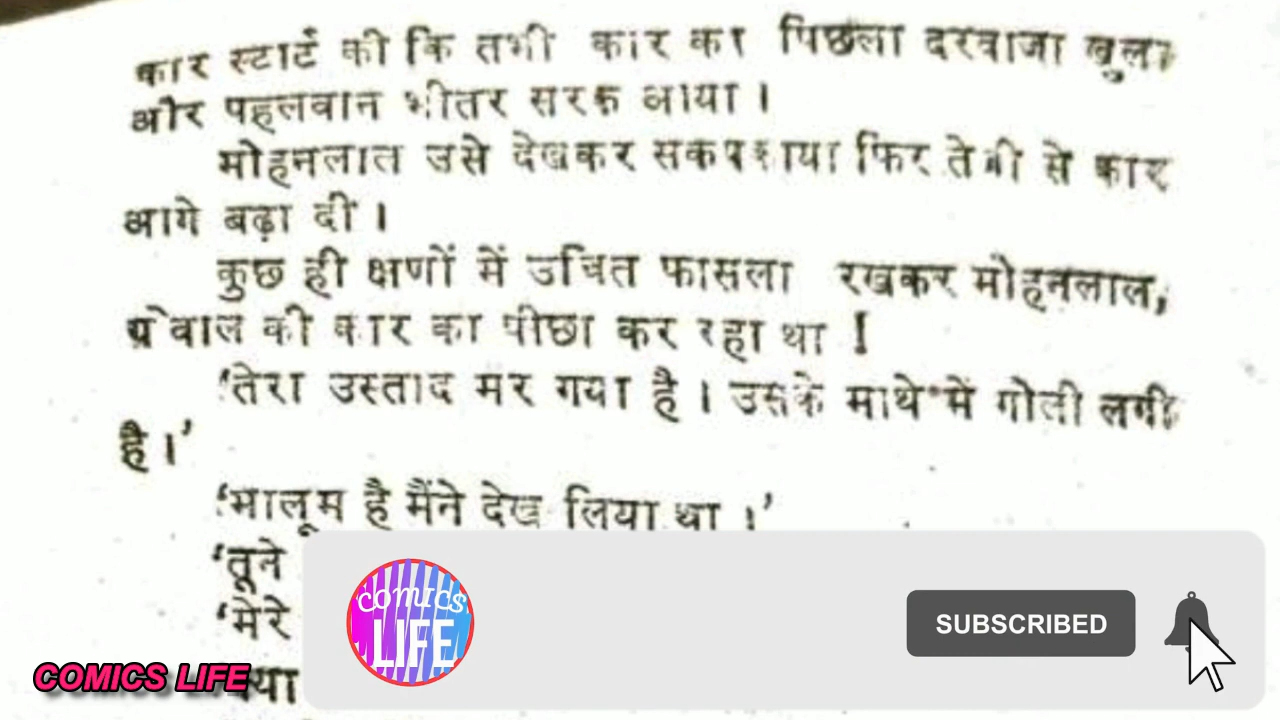 कार स्टार्ट की कि तभी कार का पिछला दरवाजा खुला
और पहलवान भीतर सरक आया ।
मोहनलाल उसे देखकर सकपकाया फिर तेजी से कार
आगे बढ़ा दी ।
कुछ ही क्षणों में उचित फासला रखकर मोहनलाल,
की कार का पीछा कर रहा था ।
‘तेरा उस्ताद मर गया है । उसके माथे में गोली लगी
है ।’
‘मालूम है मैंने देख लिया था ।’
‘तूने
‘मेरे
क्या
comics
LIFE
SUBSCRIBED
COMICS LIFE